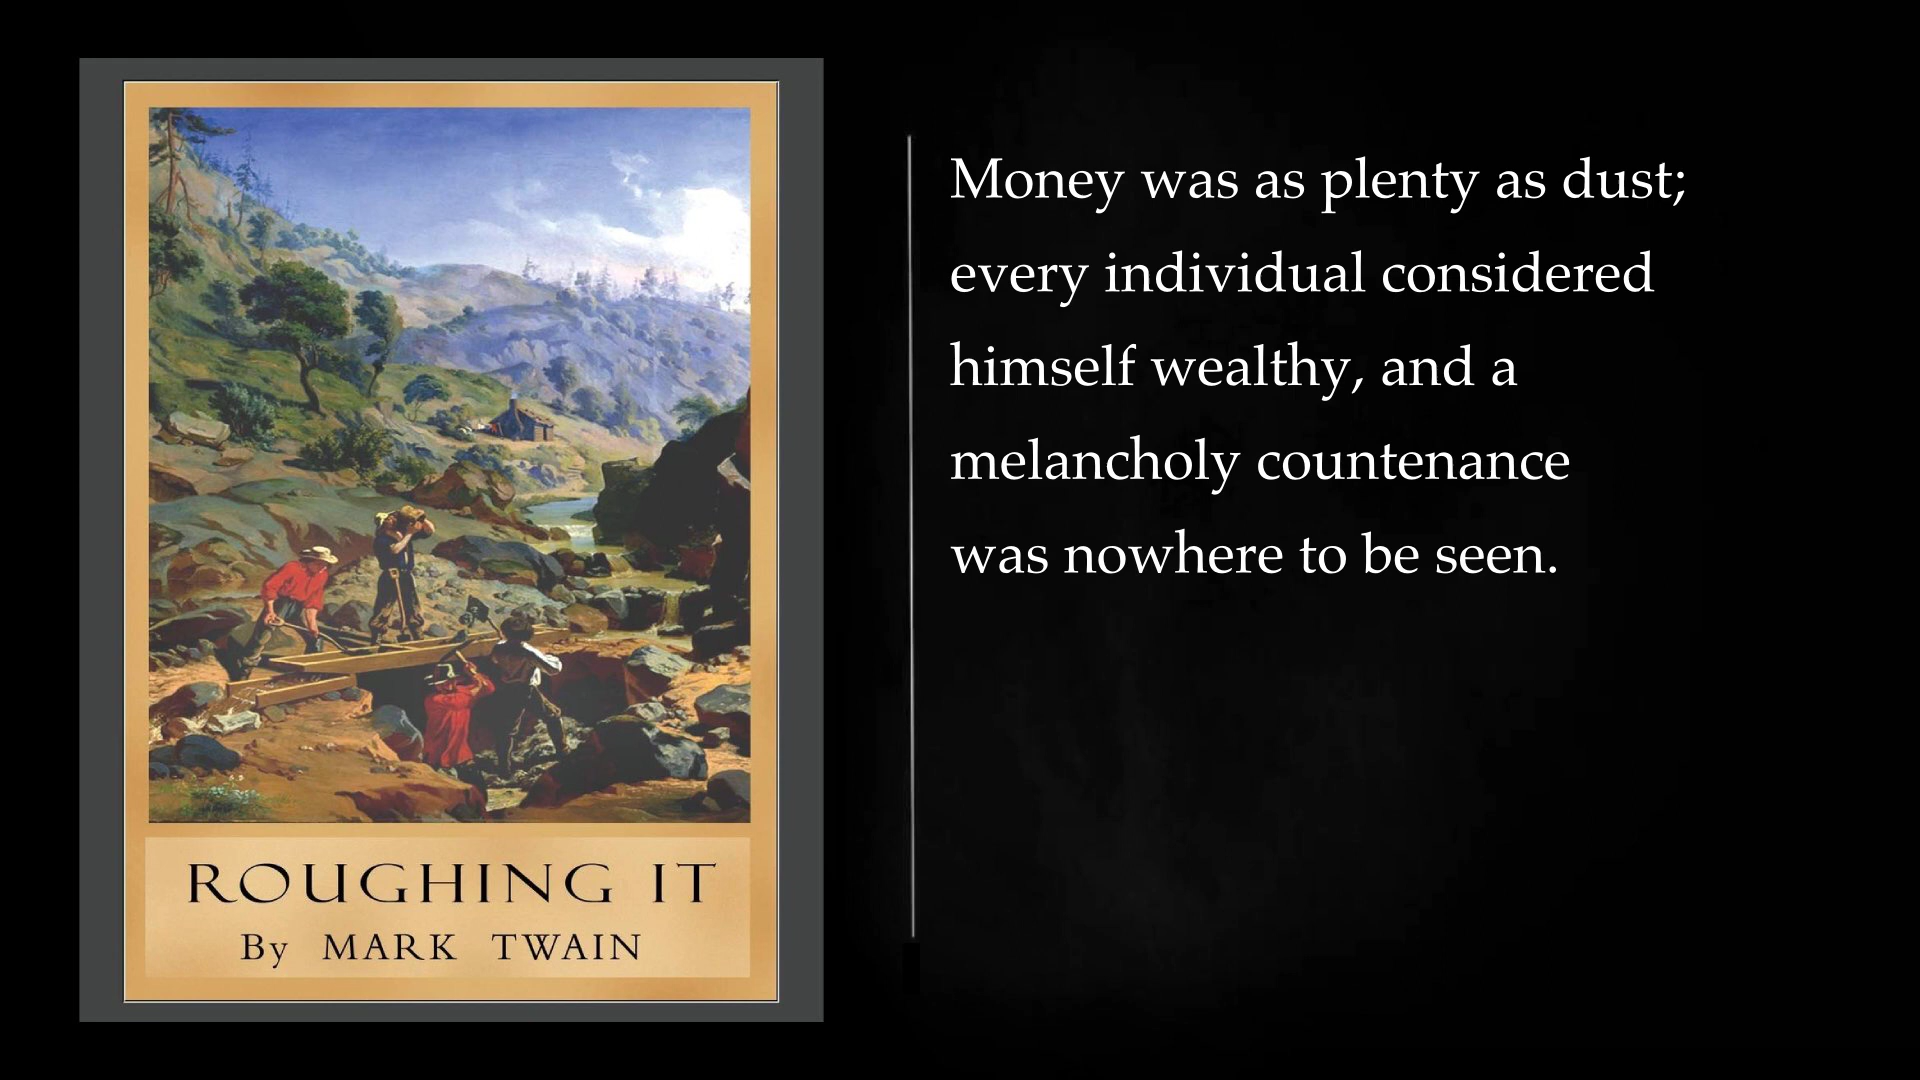 ROUGHING IT
By MARK TWAIN
Money was as plenty as dust;
every individual considered
himself wealthy, and a
melancholy countenance
was nowhere to be seen.